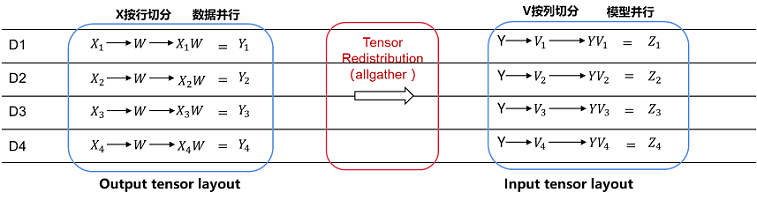 X按行切分 数据并行
V按列切分 模型并行
D1 X₁ → W → X₁W = Y₁
Tensor Redistribution (allgather )
Y → V₁ → YV₁ = Z₁
D2 X₂ → W → X₂W = Y₂
Y → V₂ → YV₂ = Z₂
D3 X₃ → W → X₃W = Y₃
Y → V₃ → YV₃ = Z₃
D4 X₄ → W → X₄W = Y₄
Y → V₄ → YV₄ = Z₄
Output tensor layout
Input tensor layout